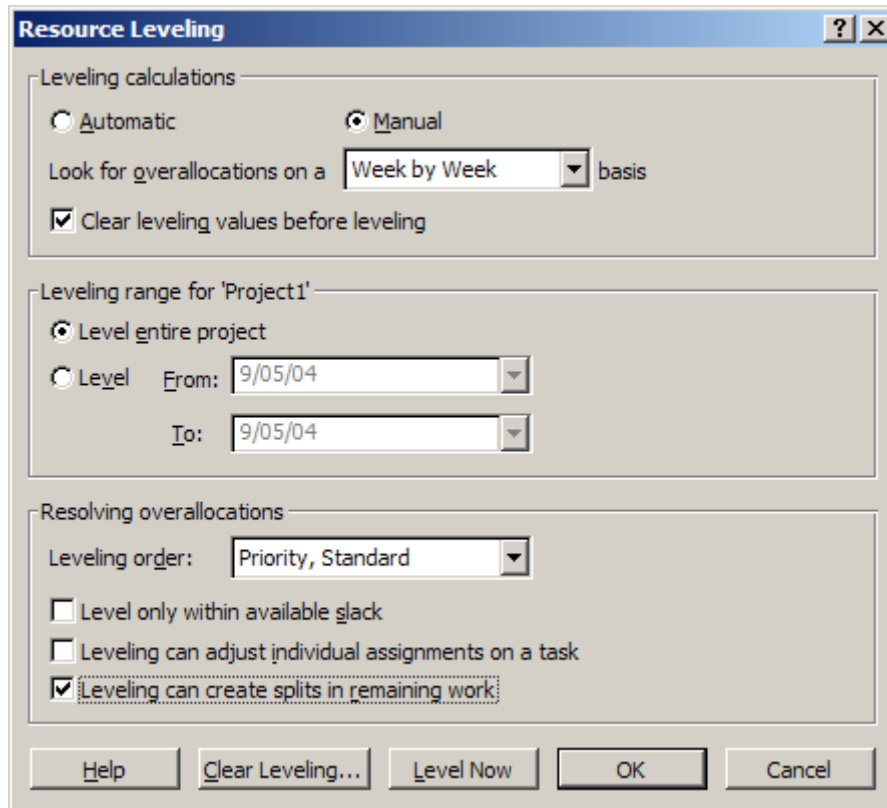 Resource Leveling
Leveling calculations
Automatic Manual
Look for overallocations on a Week by Week basis
Clear leveling values before leveling
Leveling range for 'Project1'
Level entire project
Level From: 9/05/04
To: 9/05/04
Resolving overallocations
Leveling order: Priority, Standard
Level only within available slack
Leveling can adjust individual assignments on a task
Leveling can create splits in remaining work
Help Clear Leveling... Level Now OK Cancel